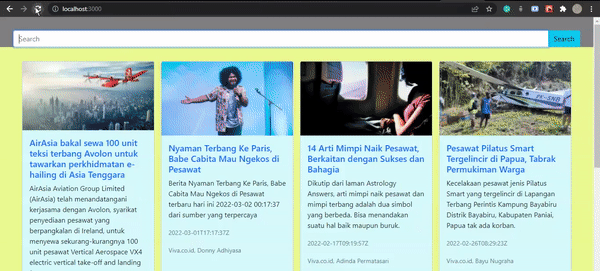 localhost:3000
Search
Search
AirAsia bakal sewa 100 unit
teksi terbang Avolon untuk
tawarkan perkhidmatan e-
hailing di Asia Tenggara
AirAsia Aviation Group Limited
(AirAsia) telah menandatangani
kerjasama dengan Avolon, syarikat
penyediaan pesawat yang
berpangkalan di Ireland, untuk
menyewa sekurang-kurangnya 100
unit pesawat Vertical Aerospace VX4
electric vertical take-off and landing
Nyaman Terbang Ke Paris,
Babe Cabita Mau Ngekos di
Pesawat
Berita Nyaman Terbang Ke Paris, Babe
Cabita Mau Ngekos di Pesawat
terbaru hari ini 2022-03-02 00:17:37
dari sumber yang terpercaya
2022-03-01T17:17:37Z
Viva.co.id, Donny Adhiyasa
14 Arti Mimpi Naik Pesawat,
Berkaitan dengan Sukses dan
Bahagia
Dikutip dari laman Astrology
Answers, arti mimpi naik pesawat dan
mimpi terbang adalah dua simbol
yang berbeda. Bisa menandakan
suatu hal baik maupun buruk.
2022-02-17T09:19:57Z
Viva.co.id, Adinda Permatasari
PK-SNR
Pesawat Pilatus Smart
Tergelincir di Papua, Tabrak
Permukiman Warga
Kecelakaan pesawat jenis Pilatus
Smart yang tergelincir di Lapangan
Terbang Perintis Kampung Bayabiru
Distrik Bayabiru, Kabupaten Paniai,
Papua tak ada korban.
2022-02-26T08:29:23Z
Viva.co.id, Bayu Nugraha